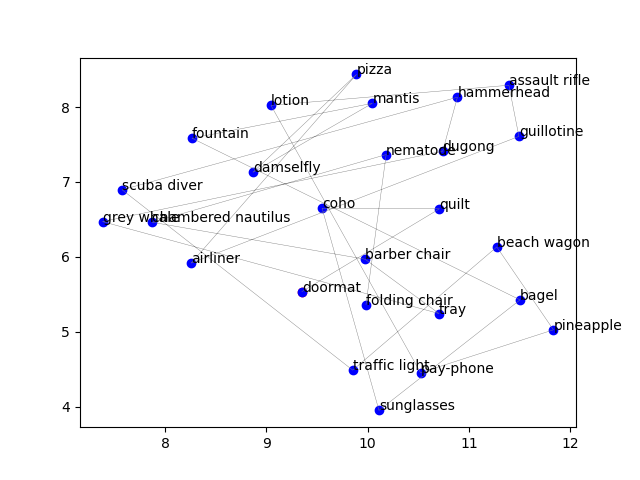 pizza
assault rifle
hammerhead
lotion
mantis
8
fountain
guillotine
nematode
dugong
damselfly
7
scuba diver
grey whale
chambered nautilus
coho
quilt
beach wagon
6
airliner
barber chair
doormat
folding chair
tray
bagel
pineapple
5
traffic light
pay-phone
4
sunglasses
8 9 10 11 12